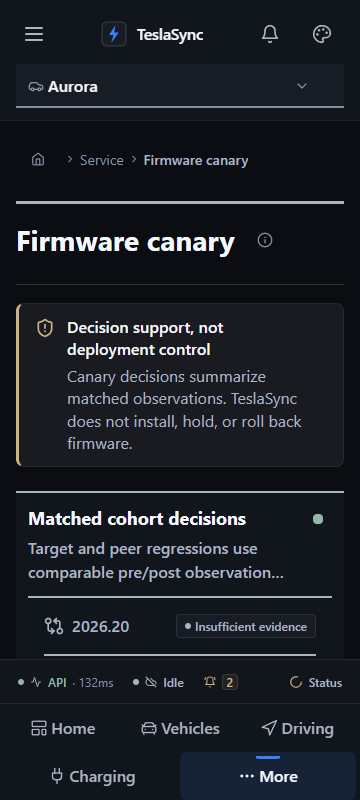 TeslaSync
Aurora
Service
Firmware canary
Firmware canary
Decision support, not
deployment control
Canary decisions summarize
matched observations. TeslaSync
does not install, hold, or roll back
firmware.
Matched cohort decisions
Target and peer regressions use
comparable pre/post observation...
2026.20
Insufficient evidence
API · 132ms
Idle
2
Status
Home
Vehicles
Driving
Charging
More